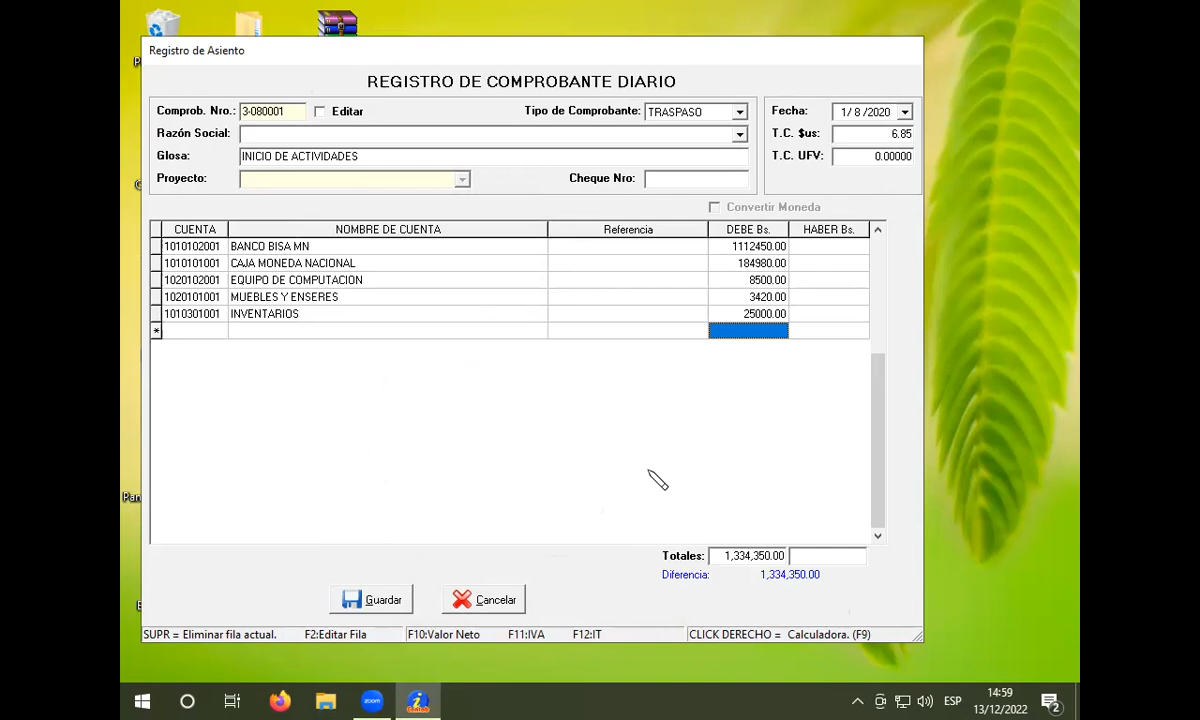 Registro de Asiento
REGISTRO DE COMPROBANTE DIARIO
Comprob. Nro.: 3-080001 Editar Tipo de Comprobante: TRASPASO Fecha: 1/ 8 /2020
Razón Social: T.C. $us: 6.85
Glosa: INICIO DE ACTIVIDADES T.C. UFV: 0.00000
Proyecto: Cheque Nro:
Convertir Moneda
CUENTA NOMBRE DE CUENTA Referencia DEBE Bs. HABER Bs.
1010102001 BANCO BISA MN 1112450.00
1010101001 CAJA MONEDA NACIONAL 184980.00
1020102001 EQUIPO DE COMPUTACION 8500.00
1020101001 MUEBLES Y ENSERES 3420.00
1010301001 INVENTARIOS 25000.00
*
Totales: 1,334,350.00
Diferencia: 1,334,350.00
Guardar Cancelar
SUPR = Eliminar fila actual. F2:Editar Fila F10:Valor Neto F11:IVA F12:IT CLICK DERECHO = Calculadora. (F9)
zoom ESP 14:59
13/12/2022 2